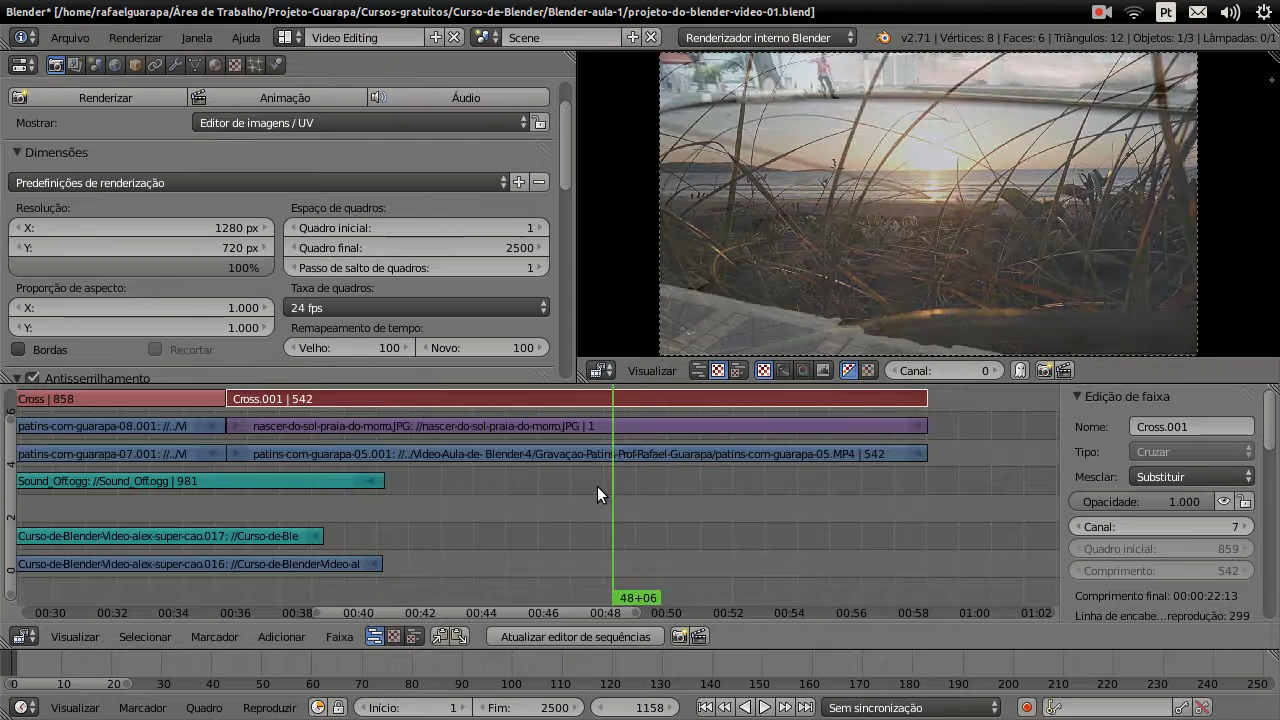 Blender* [/home/rafaelguarapa/Área de Trabalho/Projeto-Guarapa/Cursos-gratuitos/Curso-de-Blender/Blender-aula-1/projeto-do-blender-video-01.blend]
Pt
Arquivo Renderizar Janela Ajuda Video Editing Scene Renderizador interno Blender v2.71 | Vértices: 8 | Faces: 6 | Triângulos: 12 | Objetos: 1/3 | Lâmpadas: 0/1
Renderizar Animação Áudio
Mostrar: Editor de imagens / UV
Dimensões
Predefinições de renderização
Resolução: Espaço de quadros:
X: 1280 px Quadro inicial: 1
Y: 720 px Quadro final: 2500
100% Passo de salto de quadros: 1
Proporção de aspecto: Taxa de quadros:
X: 1.000 24 fps
Y: 1.000 Remapeamento de tempo:
Bordas Recortar Velho: 100 Novo: 100
Antisserrilhamento
Visualizar Canal: 0
Cross | 858 Cross.001 | 542
patins-com-guarapa-08.001: //../Vi nascer-do-sol-praia-do-morro.JPG: //nascer-do-sol-praia-do-morro.JPG | 1
patins-com-guarapa-07.001: //../Vi patins-com-guarapa-05.001: //../Video-Aula-de- Blender-4/Gravaçao-Patins-Prof-Rafael-Guarapa/patins-com-guarapa-05.MP4 | 542
Sound_Off.ogg: //Sound_Off.ogg | 981
Curso-de-BlenderVideo-alex-super-cao.017: //Curso-de-Ble
Curso-de-BlenderVideo-alex-super-cao.016: //Curso-de-BlenderVideo-al
6
4
2
0
48+06
00:30 00:32 00:34 00:36 00:38 00:40 00:42 00:44 00:46 00:48 00:50 00:52 00:54 00:56 00:58 01:00 01:02
Edição de faixa
Nome: Cross.001
Tipo: Cruzar
Mesclar: Substituir
Opacidade: 1.000
Canal: 7
Quadro inicial: 859
Comprimento: 542
Comprimento final: 00:00:22:13
Linha de encabe...reprodução: 299
Visualizar Selecionar Marcador Adicionar Faixa Atualizar editor de sequências
0 10 20 30 40 50 60 70 80 90 100 110 120 130 140 150 160 170 180 190 200 210 220 230 240 250
Visualizar Marcador Quadro Reproduzir Início: 1 Fim: 2500 1158 Sem sincronização